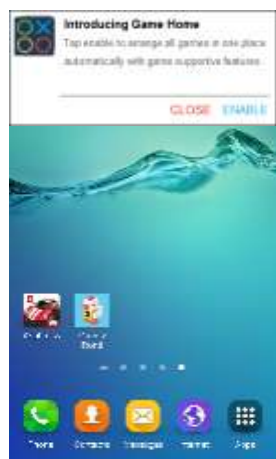 Introducing Game Home
Tap enable to arrange all games in one place
automatically with game supportive features
CLOSE ENABLE
Phone Contacts Messages Internet Apps